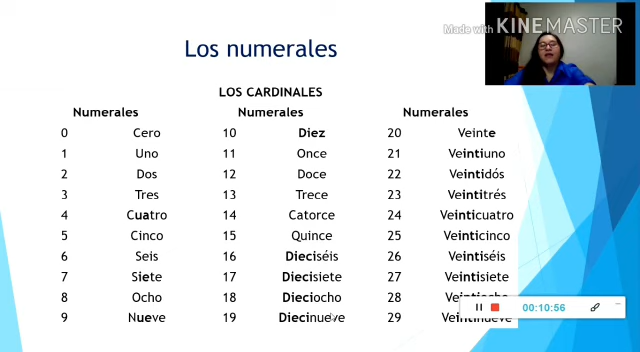 Made with KINEMASTER
Los numerales
LOS CARDINALES
Numerales Numerales Numerales
0 Cero 10 Diez 20 Veinte
1 Uno 11 Once 21 Veintiuno
2 Dos 12 Doce 22 Veintidós
3 Tres 13 Trece 23 Veintitrés
4 Cuatro 14 Catorce 24 Veinticuatro
5 Cinco 15 Quince 25 Veinticinco
6 Seis 16 Dieciséis 26 Veintiséis
7 Siete 17 Diecisiete 27 Veintisiete
8 Ocho 18 Dieciocho 28
00:10:56
9 Nueve 19 Diecinueve 29 Veintinueve